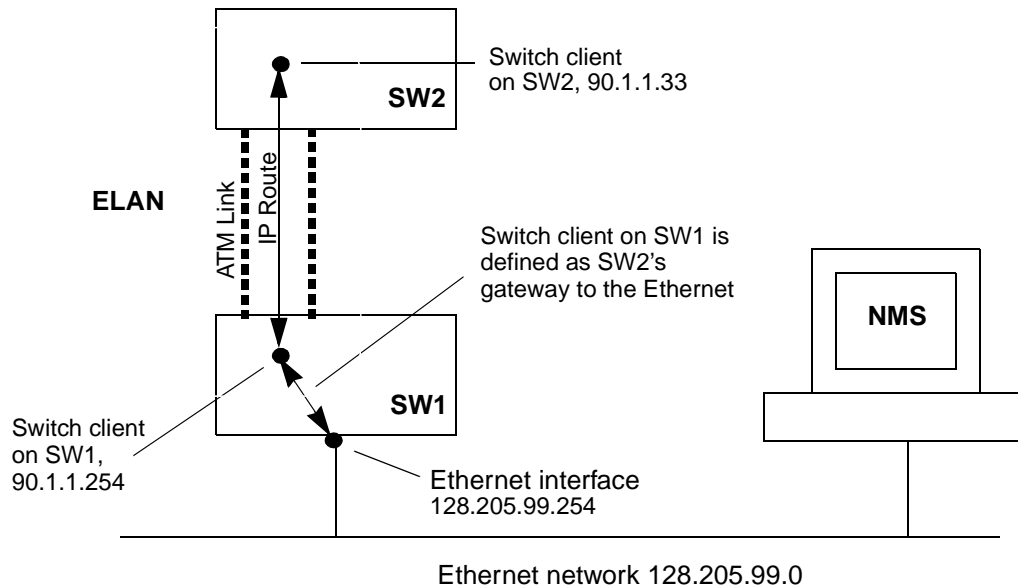 Switch client
on SW2, 90.1.1.33
SW2
ELAN
ATM Link
IP Route
Switch client on SW1 is
defined as SW2's
gateway to the Ethernet
NMS
SW1
Switch client
on SW1,
90.1.1.254
Ethernet interface
128.205.99.254
Ethernet network 128.205.99.0